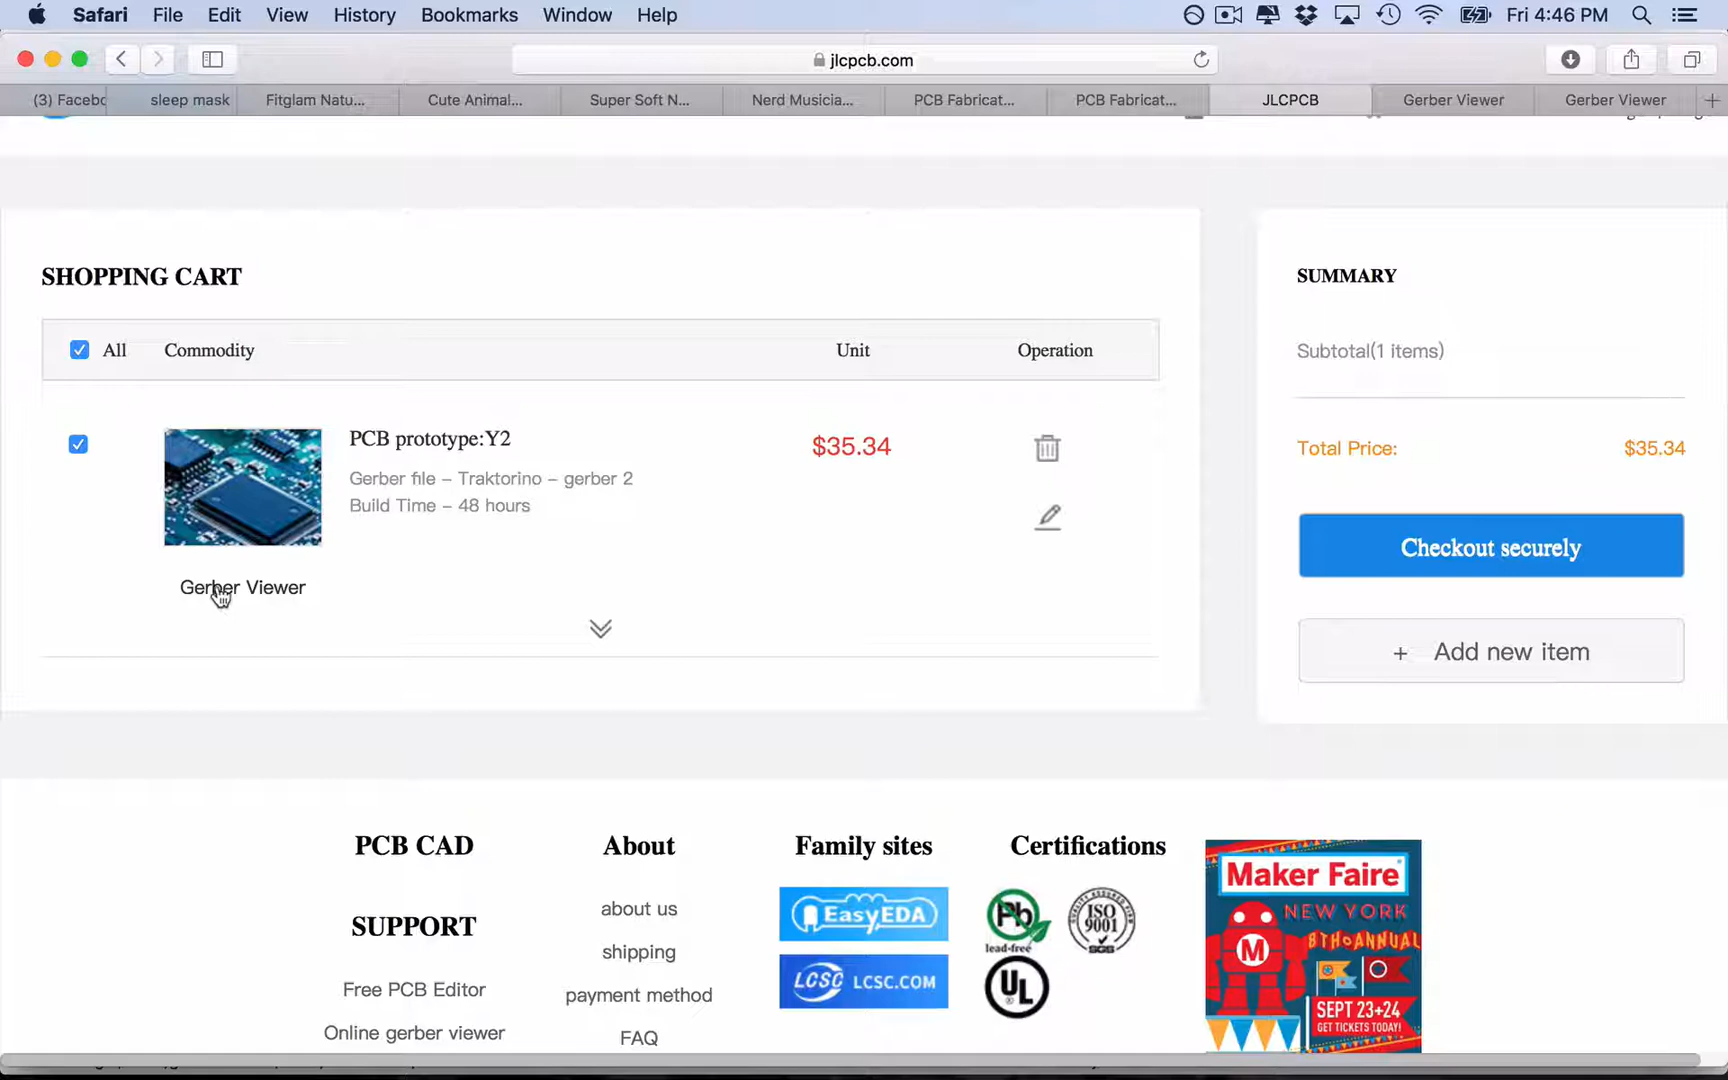 Safari File Edit View History Bookmarks Window Help Fri 4:46 PM
jlcpcb.com
(3) Facebo sleep mask Fitglam Natu... Cute Animal... Super Soft N... Nerd Musicia... PCB Fabricat... PCB Fabricat... JLCPCB Gerber Viewer Gerber Viewer
SHOPPING CART
All Commodity Unit Operation
PCB prototype:Y2
$35.34
Gerber file – Traktorino – gerber 2
Build Time – 48 hours
Gerber Viewer
SUMMARY
Subtotal(1 items)
Total Price: $35.34
Checkout securely
+ Add new item
PCB CAD
SUPPORT
Free PCB Editor
Online gerber viewer
About
about us
shipping
payment method
FAQ
Family sites
EasyEDA
LCSC LCSC.COM
Certifications
Pb
lead-free
ISO
9001
SGS
UL
Maker Faire
NEW YORK
8TH ANNUAL
M
SEPT 23+24
GET TICKETS TODAY!